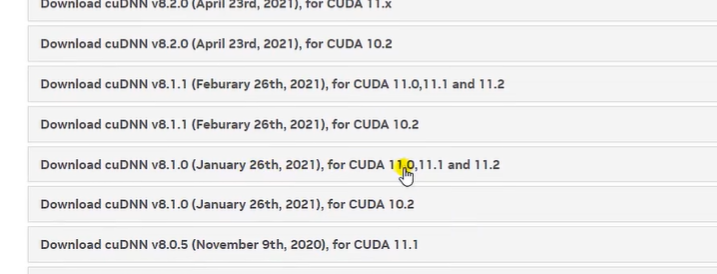 Download cuDNN v8.2.0 (April 23rd, 2021), for CUDA 11.x
Download cuDNN v8.2.0 (April 23rd, 2021), for CUDA 10.2
Download cuDNN v8.1.1 (Feburary 26th, 2021), for CUDA 11.0,11.1 and 11.2
Download cuDNN v8.1.1 (Feburary 26th, 2021), for CUDA 10.2
Download cuDNN v8.1.0 (January 26th, 2021), for CUDA 11.0,11.1 and 11.2
Download cuDNN v8.1.0 (January 26th, 2021), for CUDA 10.2
Download cuDNN v8.0.5 (November 9th, 2020), for CUDA 11.1